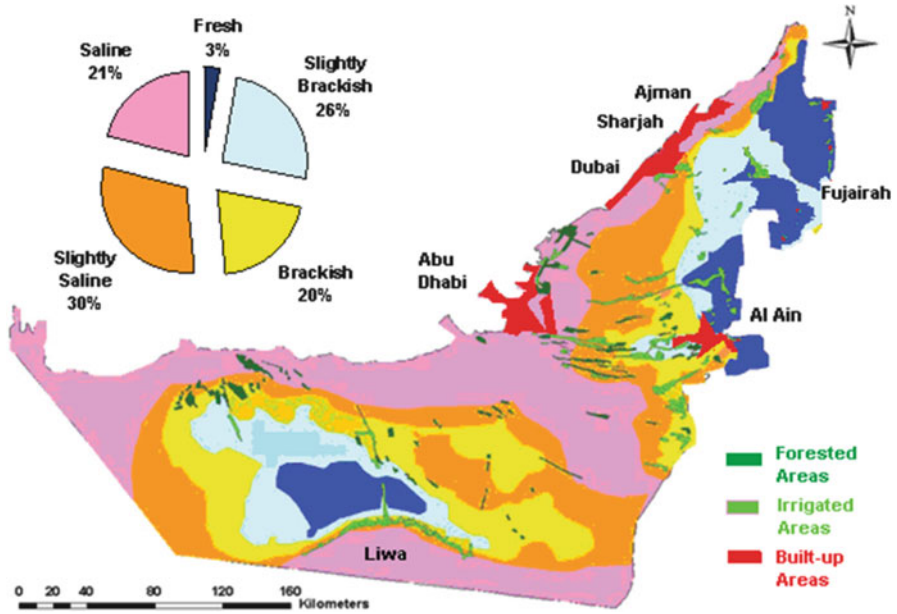 Fresh
3%
Saline
21%
Slightly
Brackish
26%
Slightly
Saline
30%
Brackish
20%
N
Ajman
Sharjah
Dubai
Fujairah
Abu
Dhabi
Al Ain
Liwa
Forested
Areas
Irrigated
Areas
Built-up
Areas
0 20 40 80 120 160
Kilometers